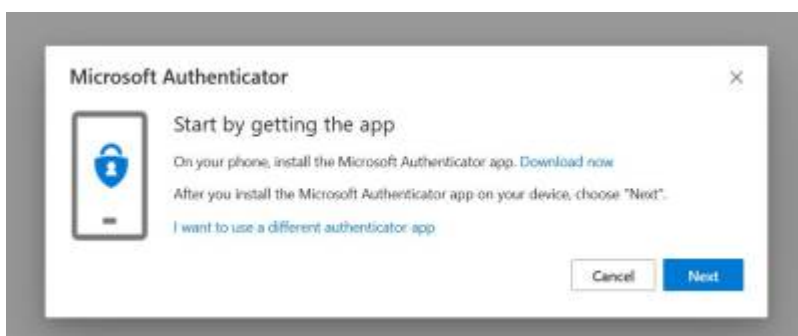 Microsoft Authenticator
Start by getting the app
On your phone, install the Microsoft Authenticator app. Download now
After you install the Microsoft Authenticator app on your device, choose "Next".
I want to use a different authenticator app
Cancel
Next